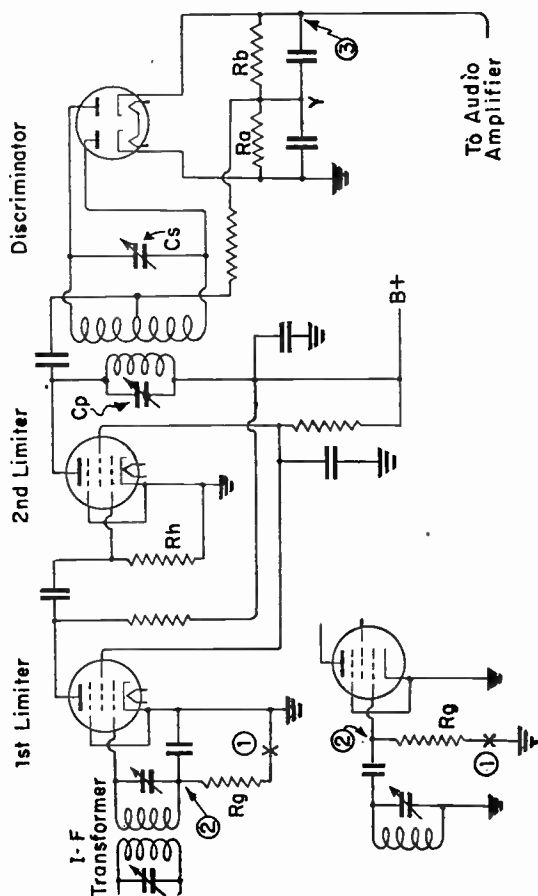 1st Limiter
2nd Limiter
Discriminator
I-F
Transformer
Cp
Cs
Rh
Ra
Rb
Y
③
①
②
Rg
B+
To Audio
Amplifier
②
Rg
①